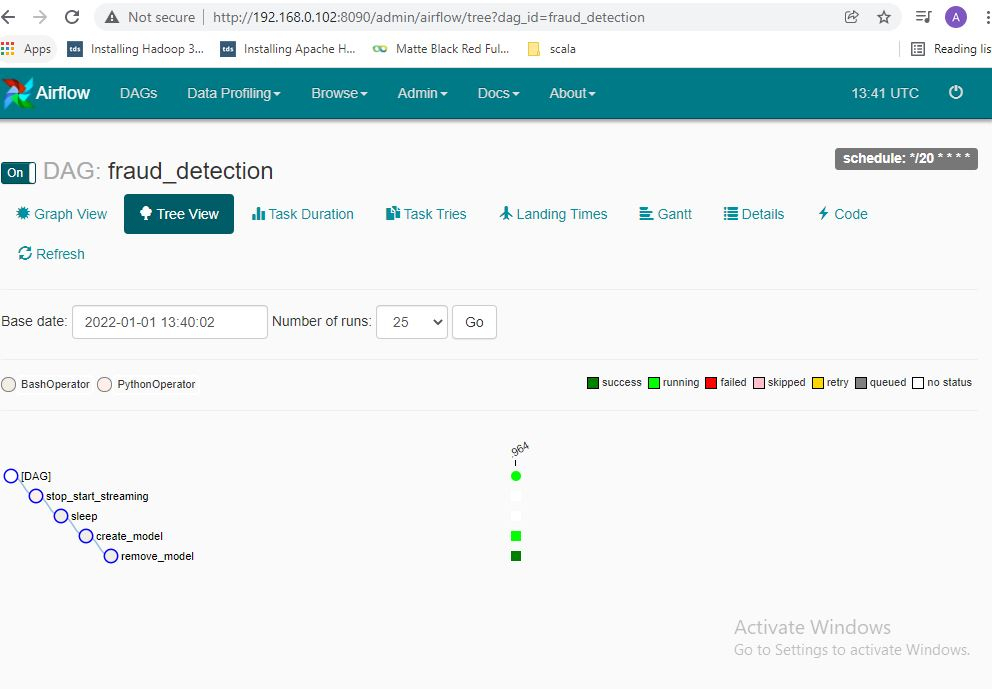 Not secure | http://192.168.0.102:8090/admin/airflow/tree?dag_id=fraud_detection A
Apps tds Installing Hadoop 3... tds Installing Apache H... Matte Black Red Ful... scala Reading lis
Airflow DAGs Data Profiling Browse Admin Docs About 13:41 UTC
On DAG: fraud_detection schedule: */20 * * * *
Graph View Tree View Task Duration Task Tries Landing Times Gantt Details Code
Refresh
Base date: 2022-01-01 13:40:02 Number of runs: 25 Go
BashOperator PythonOperator success running failed skipped retry queued no status
.964
[DAG]
stop_start_streaming
sleep
create_model
remove_model
Activate Windows
Go to Settings to activate Windows.